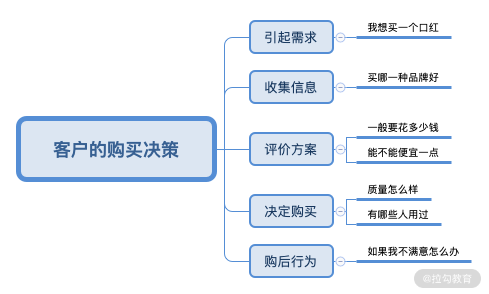 客户的购买决策
引起需求
我想买一个口红
收集信息
买哪一种品牌好
评价方案
一般要花多少钱
能不能便宜一点
决定购买
质量怎么样
有哪些人用过
购后行为
如果我不满意怎么办
@拉勾教育